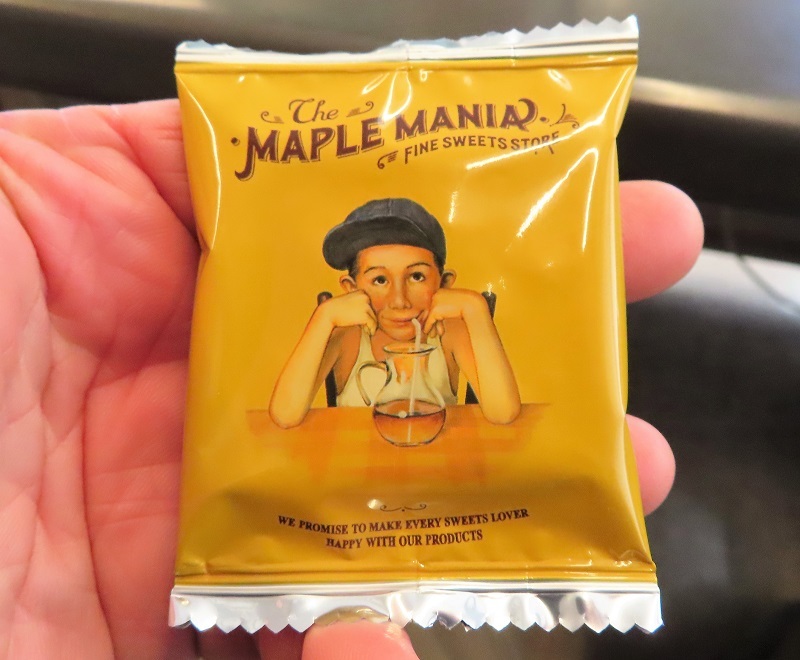 The
MAPLE MANIA
FINE SWEETS STORE
WE PROMISE TO MAKE EVERY SWEETS LOVER
HAPPY WITH OUR PRODUCTS